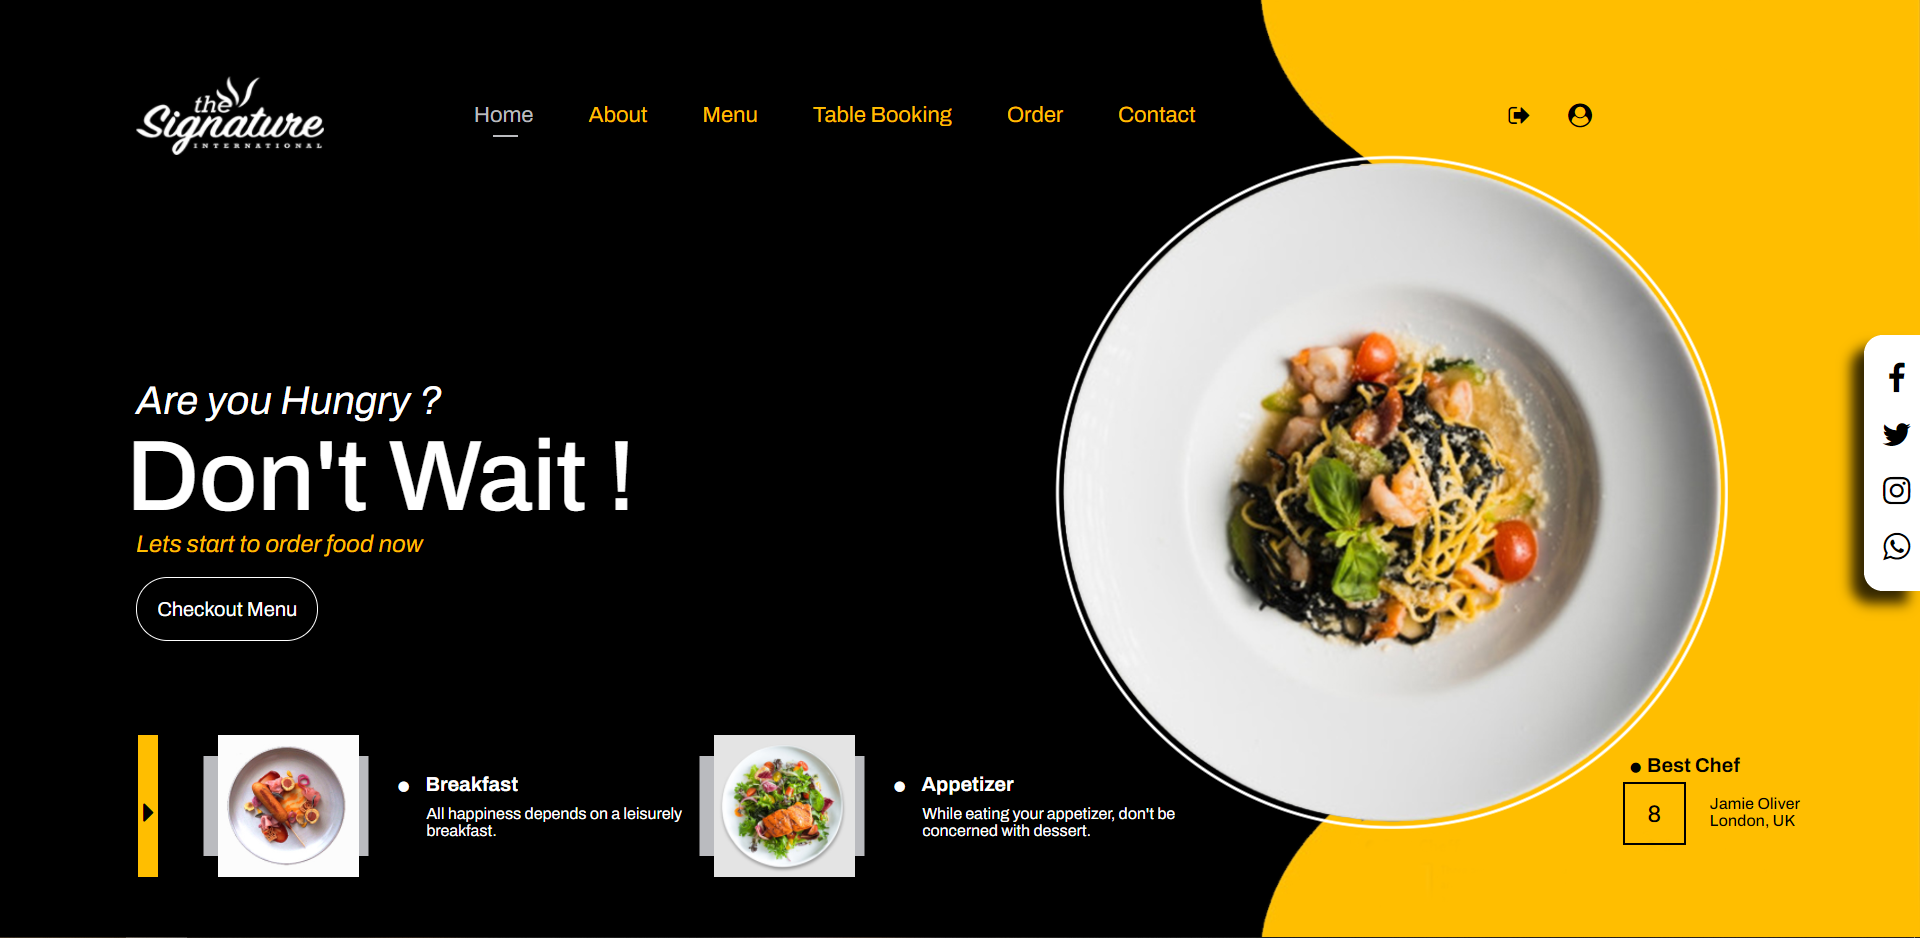 the
Signature
INTERNATIONAL
Home About Menu Table Booking Order Contact
Are you Hungry ?
Don't Wait !
Lets start to order food now
Checkout Menu
Breakfast
All happiness depends on a leisurely
breakfast.
Appetizer
While eating your appetizer, don't be
concerned with dessert.
Best Chef
8
Jamie Oliver
London, UK